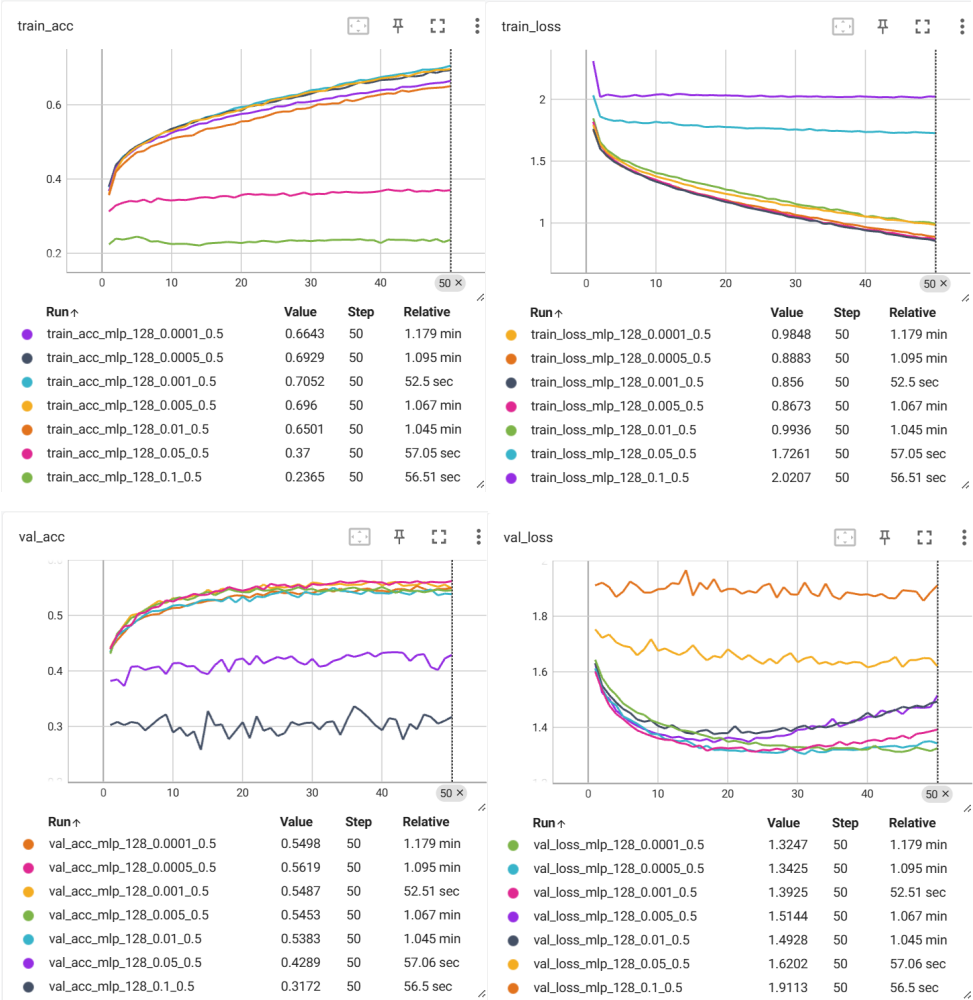 train_acc
0.6
0.4
0.2
0 10 20 30 40 50 ×
Run↑ Value Step Relative
train_acc_mlp_128_0.0001_0.5 0.6643 50 1.179 min
train_acc_mlp_128_0.0005_0.5 0.6929 50 1.095 min
train_acc_mlp_128_0.001_0.5 0.7052 50 52.5 sec
train_acc_mlp_128_0.005_0.5 0.696 50 1.067 min
train_acc_mlp_128_0.01_0.5 0.6501 50 1.045 min
train_acc_mlp_128_0.05_0.5 0.37 50 57.05 sec
train_acc_mlp_128_0.1_0.5 0.2365 50 56.51 sec
train_loss
2
1.5
1
0 10 20 30 40 50 ×
Run↑ Value Step Relative
train_loss_mlp_128_0.0001_0.5 0.9848 50 1.179 min
train_loss_mlp_128_0.0005_0.5 0.8883 50 1.095 min
train_loss_mlp_128_0.001_0.5 0.856 50 52.5 sec
train_loss_mlp_128_0.005_0.5 0.8673 50 1.067 min
train_loss_mlp_128_0.01_0.5 0.9936 50 1.045 min
train_loss_mlp_128_0.05_0.5 1.7261 50 57.05 sec
train_loss_mlp_128_0.1_0.5 2.0207 50 56.51 sec
val_acc
0.5
0.4
0.3
0 10 20 30 40 50 ×
Run↑ Value Step Relative
val_acc_mlp_128_0.0001_0.5 0.5498 50 1.179 min
val_acc_mlp_128_0.0005_0.5 0.5619 50 1.095 min
val_acc_mlp_128_0.001_0.5 0.5487 50 52.51 sec
val_acc_mlp_128_0.005_0.5 0.5453 50 1.067 min
val_acc_mlp_128_0.01_0.5 0.5383 50 1.045 min
val_acc_mlp_128_0.05_0.5 0.4289 50 57.06 sec
val_acc_mlp_128_0.1_0.5 0.3172 50 56.5 sec
val_loss
1.8
1.6
1.4
0 10 20 30 40 50 ×
Run↑ Value Step Relative
val_loss_mlp_128_0.0001_0.5 1.3247 50 1.179 min
val_loss_mlp_128_0.0005_0.5 1.3425 50 1.095 min
val_loss_mlp_128_0.001_0.5 1.3925 50 52.51 sec
val_loss_mlp_128_0.005_0.5 1.5144 50 1.067 min
val_loss_mlp_128_0.01_0.5 1.4928 50 1.045 min
val_loss_mlp_128_0.05_0.5 1.6202 50 57.06 sec
val_loss_mlp_128_0.1_0.5 1.9113 50 56.5 sec